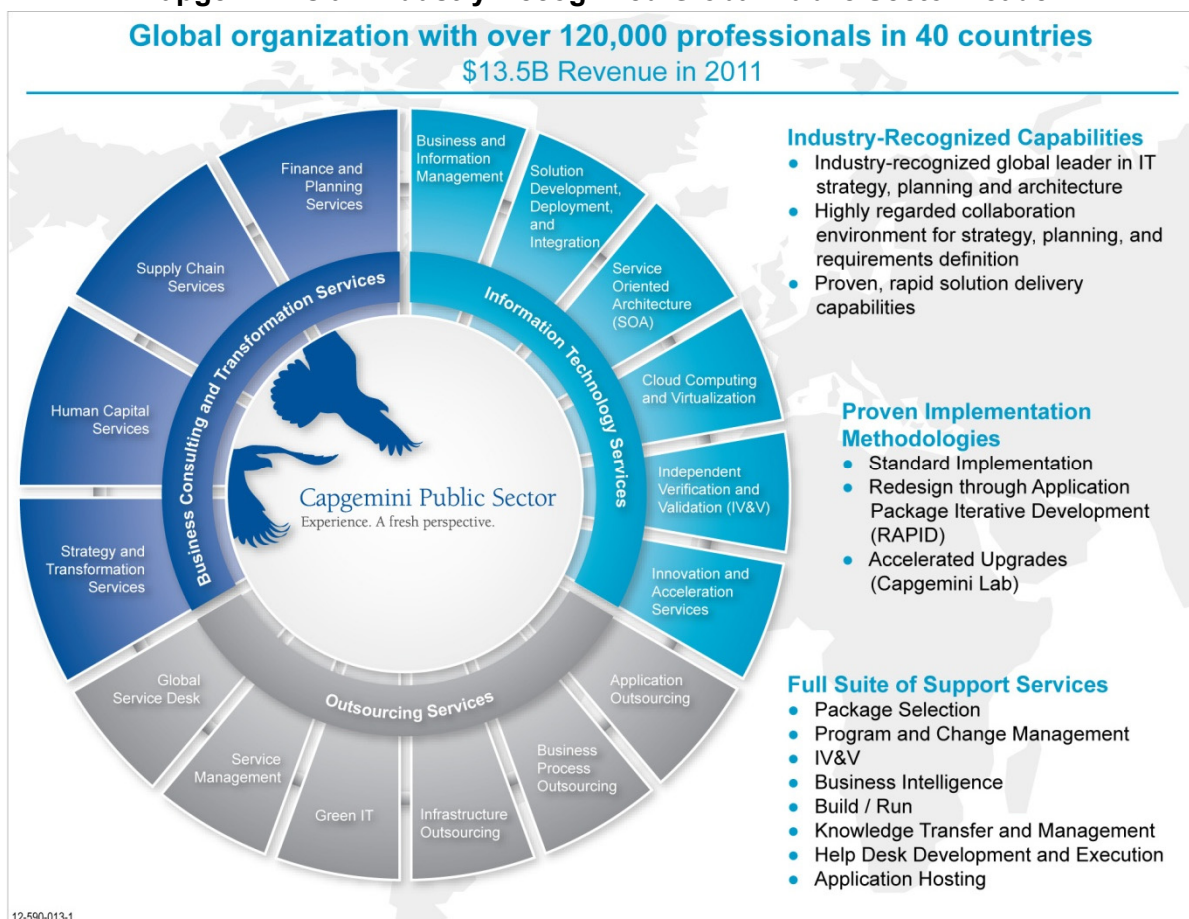 Global organization with over 120,000 professionals in 40 countries
$13.5B Revenue in 2011
Finance and
Planning
Services
Supply Chain
Services
Human Capital
Services
Strategy and
Transformation
Services
Business Consulting and Transformation Services
Business and
Information
Management
Solution
Development,
Deployment,
and
Integration
Service
Oriented
Architecture
(SOA)
Cloud Computing
and Virtualization
Independent
Verification and
Validation (IV&V)
Innovation and
Acceleration
Services
Information Technology Services
Capgemini Public Sector
Experience. A fresh perspective.
Outsourcing Services
Global
Service Desk
Service
Management
Green IT
Infrastructure
Outsourcing
Business
Process
Outsourcing
Application
Outsourcing
Industry-Recognized Capabilities
● Industry-recognized global leader in IT
strategy, planning and architecture
● Highly regarded collaboration
environment for strategy, planning, and
requirements definition
● Proven, rapid solution delivery
capabilities
Proven Implementation
Methodologies
● Standard Implementation
● Redesign through Application
Package Iterative Development
(RAPID)
● Accelerated Upgrades
(Capgemini Lab)
Full Suite of Support Services
● Package Selection
● Program and Change Management
● IV&V
● Business Intelligence
● Build / Run
● Knowledge Transfer and Management
● Help Desk Development and Execution
● Application Hosting
12-590-013-1